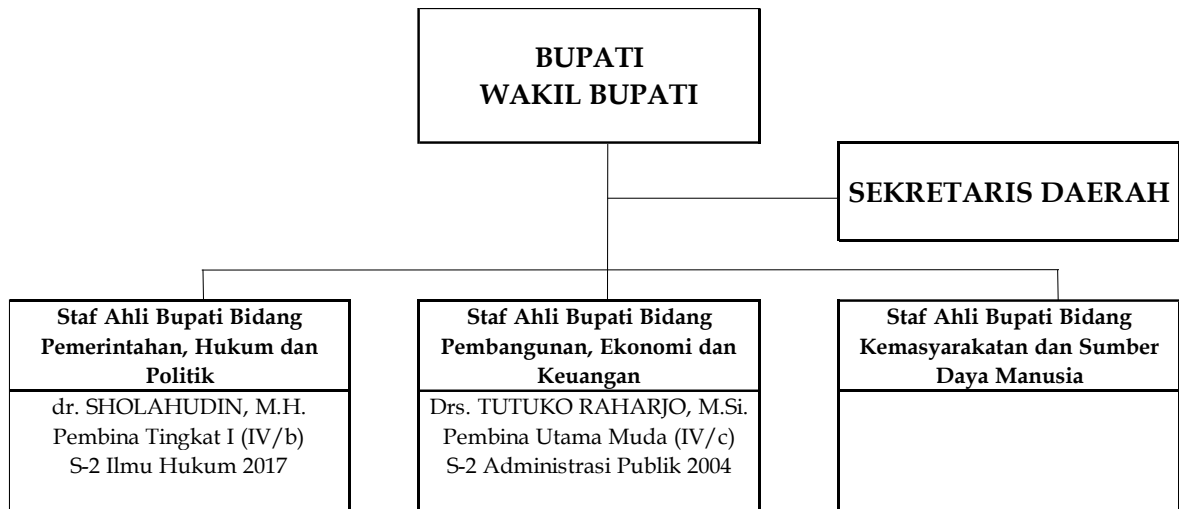 BUPATI
WAKIL BUPATI
SEKRETARIS DAERAH
Staf Ahli Bupati Bidang
Pemerintahan, Hukum dan
Politik
dr. SHOLAHUDIN, M.H.
Pembina Tingkat I (IV/b)
S-2 Ilmu Hukum 2017
Staf Ahli Bupati Bidang
Pembangunan, Ekonomi dan
Keuangan
Drs. TUTUKO RAHARJO, M.Si.
Pembina Utama Muda (IV/c)
S-2 Administrasi Publik 2004
Staf Ahli Bupati Bidang
Kemasyarakatan dan Sumber
Daya Manusia